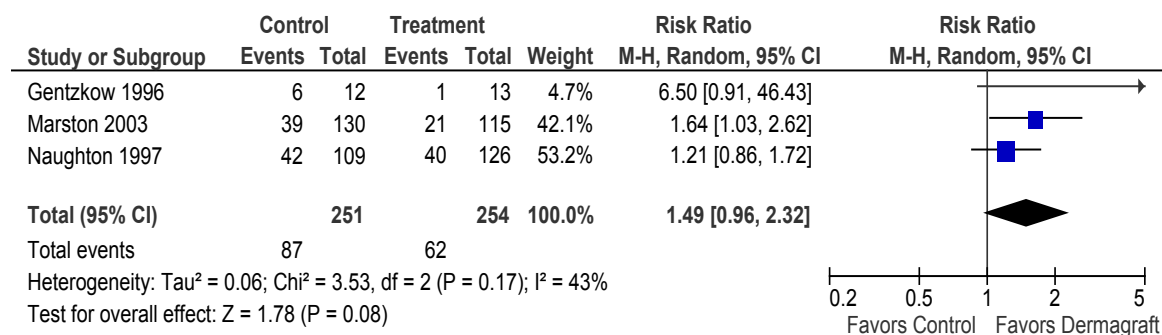 Control Treatment Risk Ratio Risk Ratio
Study or Subgroup Events Total Events Total Weight M-H, Random, 95% CI M-H, Random, 95% CI
Gentzkow 1996 6 12 1 13 4.7% 6.50 [0.91, 46.43]
Marston 2003 39 130 21 115 42.1% 1.64 [1.03, 2.62]
Naughton 1997 42 109 40 126 53.2% 1.21 [0.86, 1.72]
Total (95% CI) 251 254 100.0% 1.49 [0.96, 2.32]
Total events 87 62
Heterogeneity: Tau² = 0.06; Chi² = 3.53, df = 2 (P = 0.17); I² = 43%
Test for overall effect: Z = 1.78 (P = 0.08)
0.2 0.5 1 2 5
Favors Control Favors Dermagraft